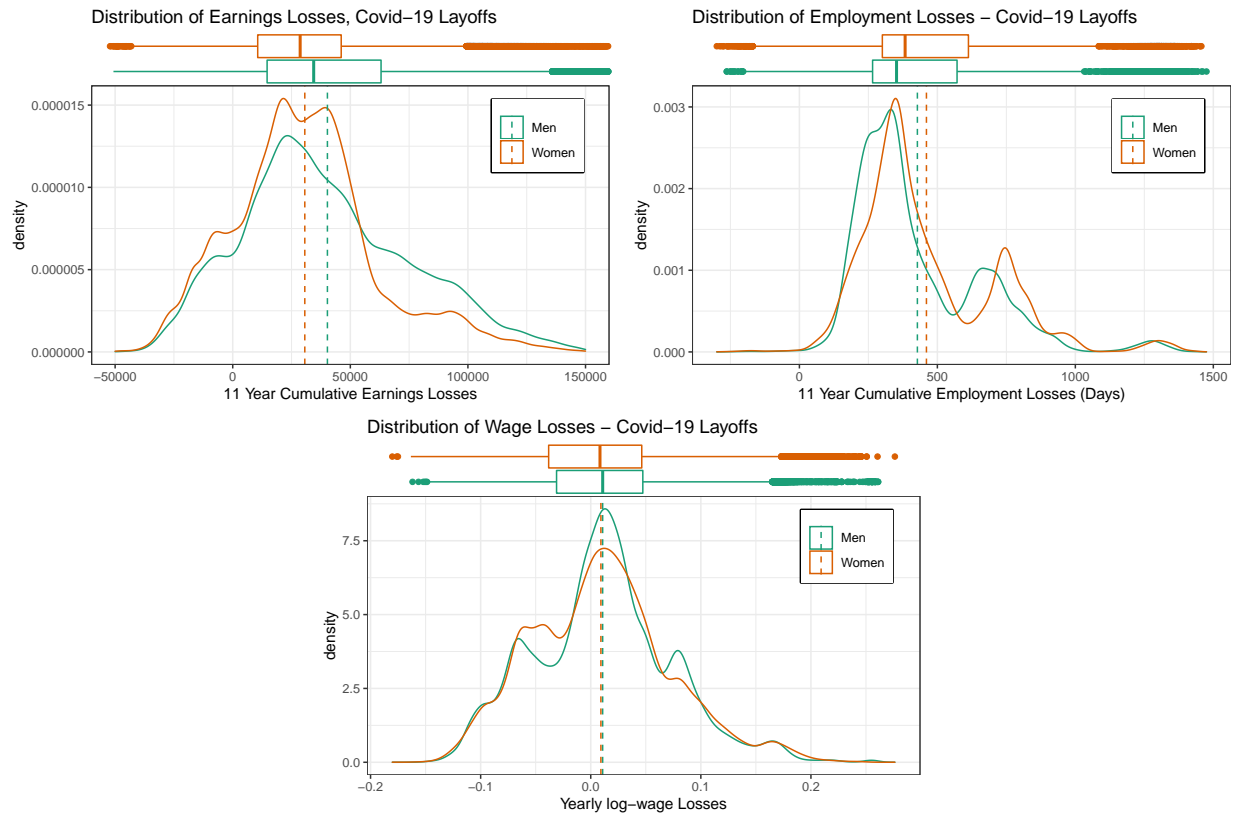 Distribution of Earnings Losses, Covid−19 Layoffs
0.000015
0.000010
0.000005
0.000000
density
Men
Women
−50000 0 50000 100000 150000
11 Year Cumulative Earnings Losses
Distribution of Employment Losses − Covid−19 Layoffs
0.003
0.002
0.001
0.000
density
Men
Women
0 500 1000 1500
11 Year Cumulative Employment Losses (Days)
Distribution of Wage Losses − Covid−19 Layoffs
7.5
5.0
2.5
0.0
density
Men
Women
−0.2 −0.1 0.0 0.1 0.2
Yearly log−wage Losses